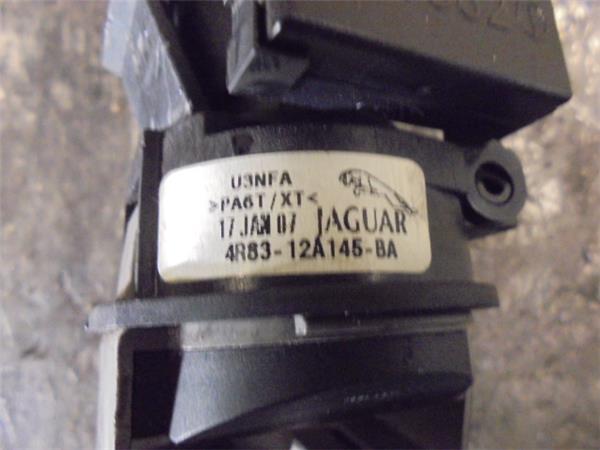 U3NFA
>PA6T/XT<
17 JAN 07 JAGUAR
4R83-12A145-BA